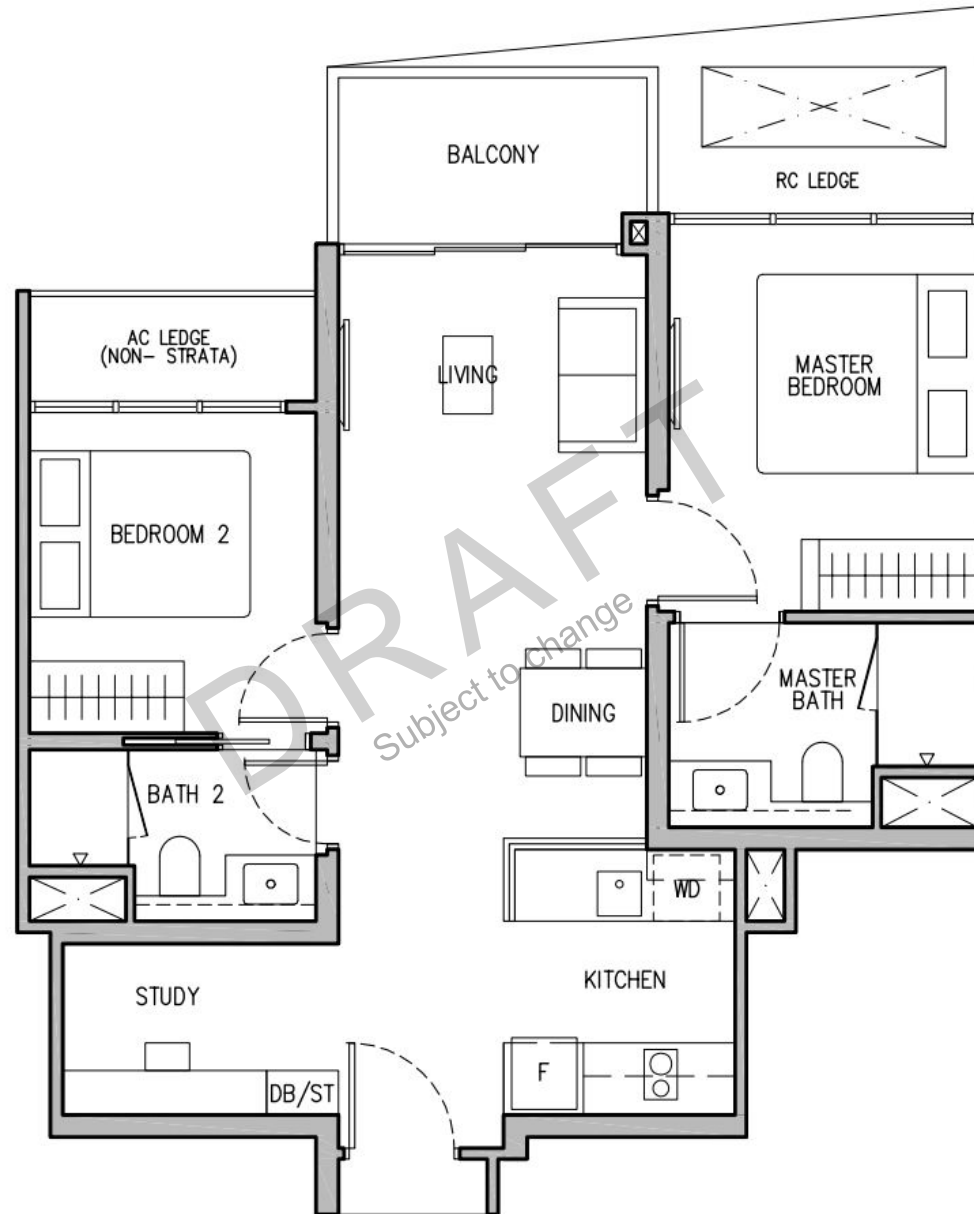 BALCONY
RC LEDGE
AC LEDGE
(NON- STRATA)
LIVING
MASTER
BEDROOM
BEDROOM 2
DRAFT
Subject to change
DINING
MASTER
BATH
BATH 2
WD
KITCHEN
STUDY
F
DB/ST